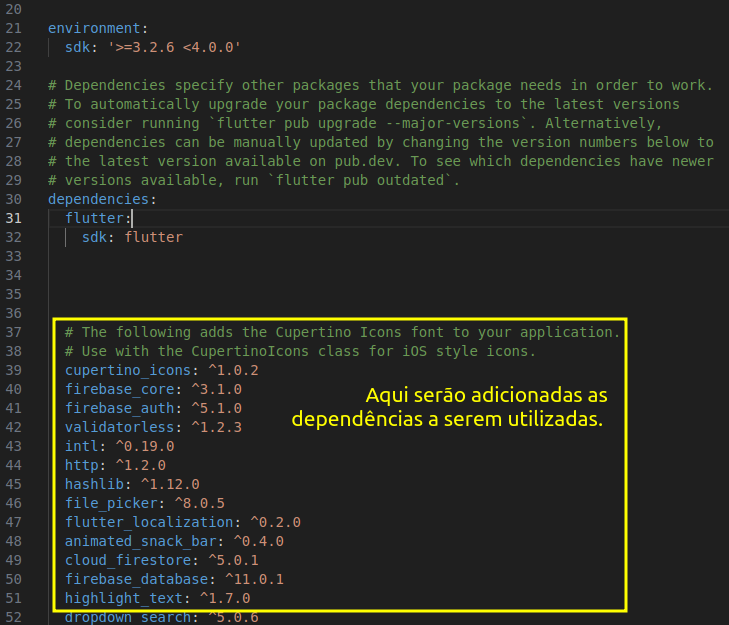 20
21 environment:
22 sdk: '>=3.2.6 <4.0.0'
23
24 # Dependencies specify other packages that your package needs in order to work.
25 # To automatically upgrade your package dependencies to the latest versions
26 # consider running `flutter pub upgrade --major-versions`. Alternatively,
27 # dependencies can be manually updated by changing the version numbers below to
28 # the latest version available on pub.dev. To see which dependencies have newer
29 # versions available, run `flutter pub outdated`.
30 dependencies:
31 flutter:
32 sdk: flutter
33
34
35
36
37 # The following adds the Cupertino Icons font to your application.
38 # Use with the CupertinoIcons class for iOS style icons.
39 cupertino_icons: ^1.0.2
40 firebase_core: ^3.1.0
41 firebase_auth: ^5.1.0
42 validatorless: ^1.2.3
43 intl: ^0.19.0
44 http: ^1.2.0
45 hashlib: ^1.12.0
46 file_picker: ^8.0.5
47 flutter_localization: ^0.2.0
48 animated_snack_bar: ^0.4.0
49 cloud_firestore: ^5.0.1
50 firebase_database: ^11.0.1
51 highlight_text: ^1.7.0
52 dropdown_search: ^5.0.6
Aqui serão adicionadas as
dependências a serem utilizadas.